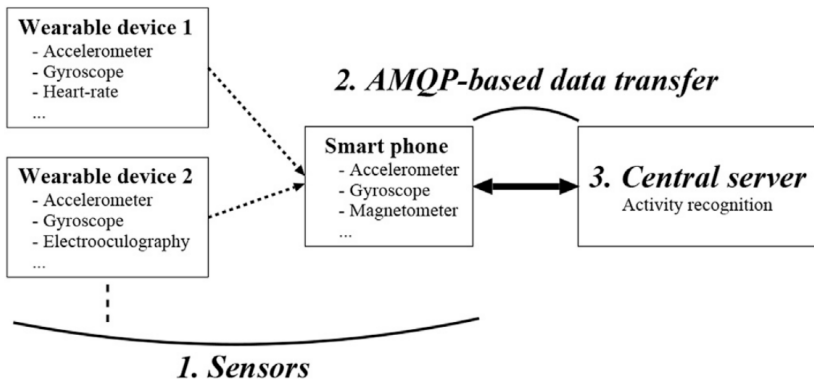 Wearable device 1
- Accelerometer
- Gyroscope
- Heart-rate
...
2. AMQP-based data transfer
Wearable device 2
- Accelerometer
- Gyroscope
- Electrooculography
...
Smart phone
- Accelerometer
- Gyroscope
- Magnetometer
...
3. Central server
Activity recognition
1. Sensors